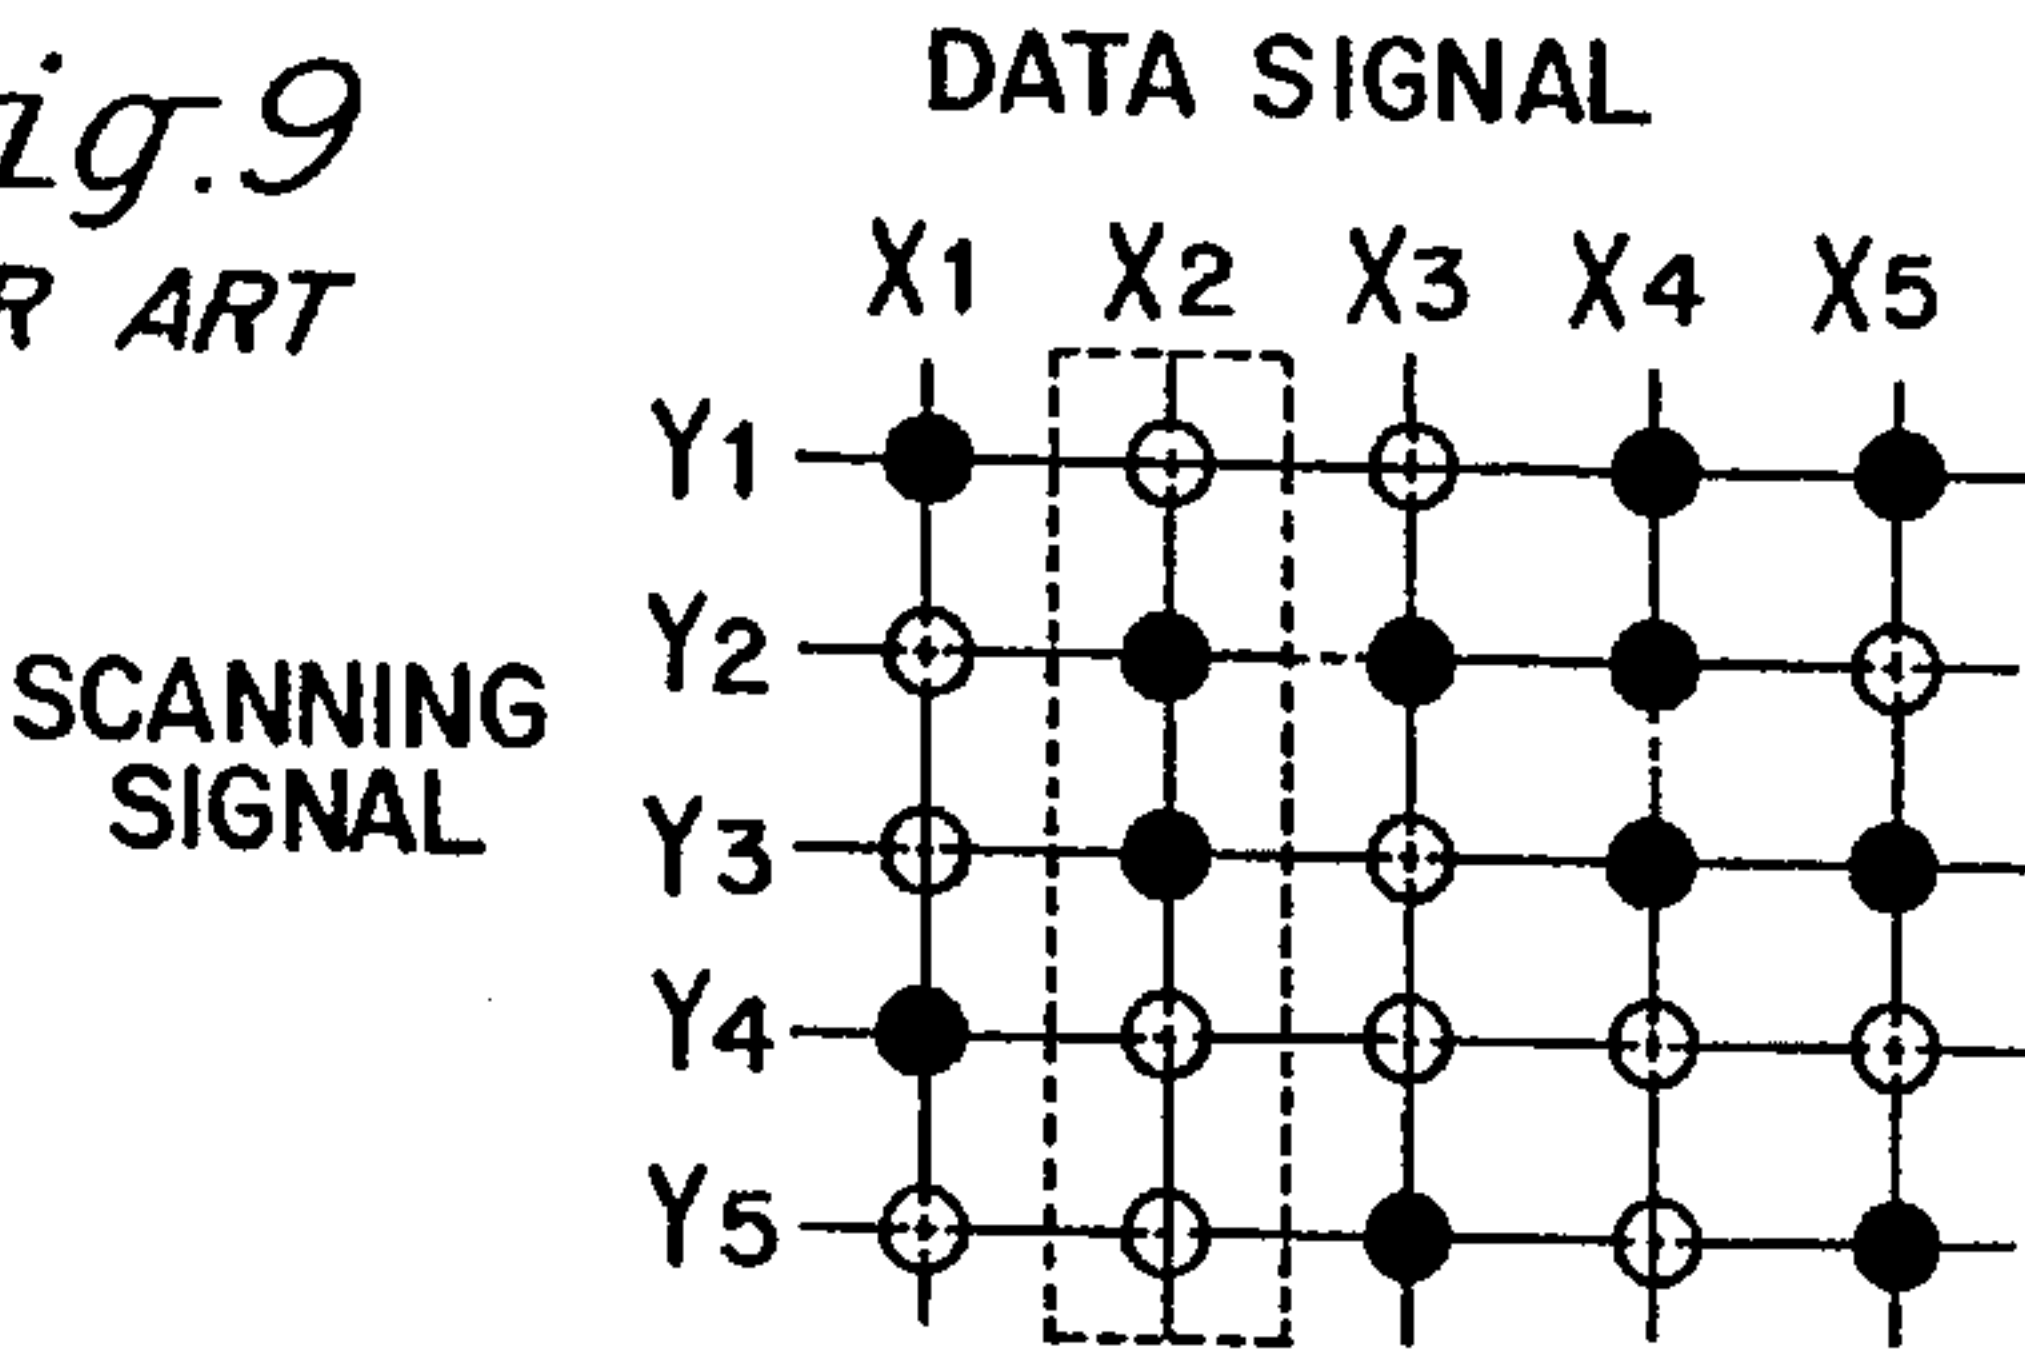 ig. 9
R ART
DATA SIGNAL
X1 X2 X3 X4 X5
Y1
Y2
SCANNING
SIGNAL
Y3
Y4
Y5